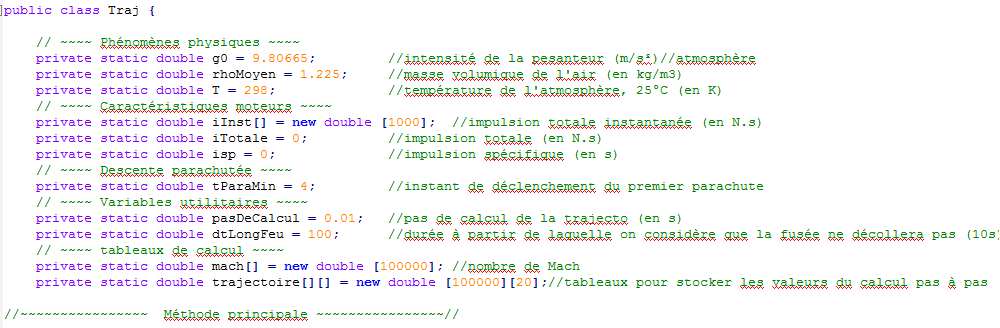 public class Traj {
// ~~~~ Phénomènes physiques ~~~~
private static double g0 = 9.80665; //intensité de la pesanteur (m/s²)//atmosphère
private static double rhoMoyen = 1.225; //masse volumique de l'air (en kg/m3)
private static double T = 298; //température de l'atmosphère, 25°C (en K)
// ~~~~ Caractéristiques moteurs ~~~~
private static double iInst[] = new double [1000]; //impulsion totale instantanée (en N.s)
private static double iTotale = 0; //impulsion totale (en N.s)
private static double isp = 0; //impulsion spécifique (en s)
// ~~~~ Descente parachutée ~~~~
private static double tParaMin = 4; //instant de déclenchement du premier parachute
// ~~~~ Variables utilitaires ~~~~
private static double pasDeCalcul = 0.01; //pas de calcul de la trajecto (en s)
private static double dtLongFeu = 100; //durée à partir de laquelle on considère que la fusée ne décollera pas (10s
// ~~~~ tableaux de calcul ~~~~
private static double mach[] = new double [100000]; //nombre de Mach
private static double trajectoire[][] = new double [100000][20];//tableaux pour stocker les valeurs du calcul pas à pas
//~~~~~~~~~~~~~~~~ Méthode principale ~~~~~~~~~~~~~~~~//